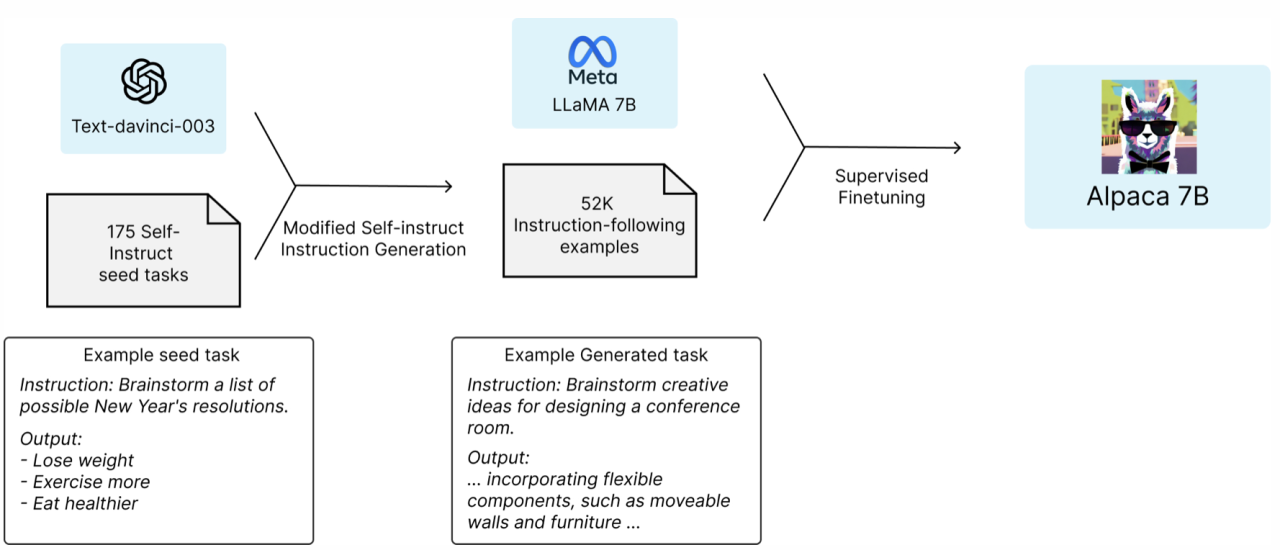 Text-davinci-003
175 Self-
Instruct
seed tasks
Modified Self-instruct
Instruction Generation
Meta
LLaMA 7B
52K
Instruction-following
examples
Supervised
Finetuning
Alpaca 7B
Example seed task
Instruction: Brainstorm a list of
possible New Year's resolutions.
Output:
- Lose weight
- Exercise more
- Eat healthier
Example Generated task
Instruction: Brainstorm creative
ideas for designing a conference
room.
Output:
... incorporating flexible
components, such as moveable
walls and furniture ...